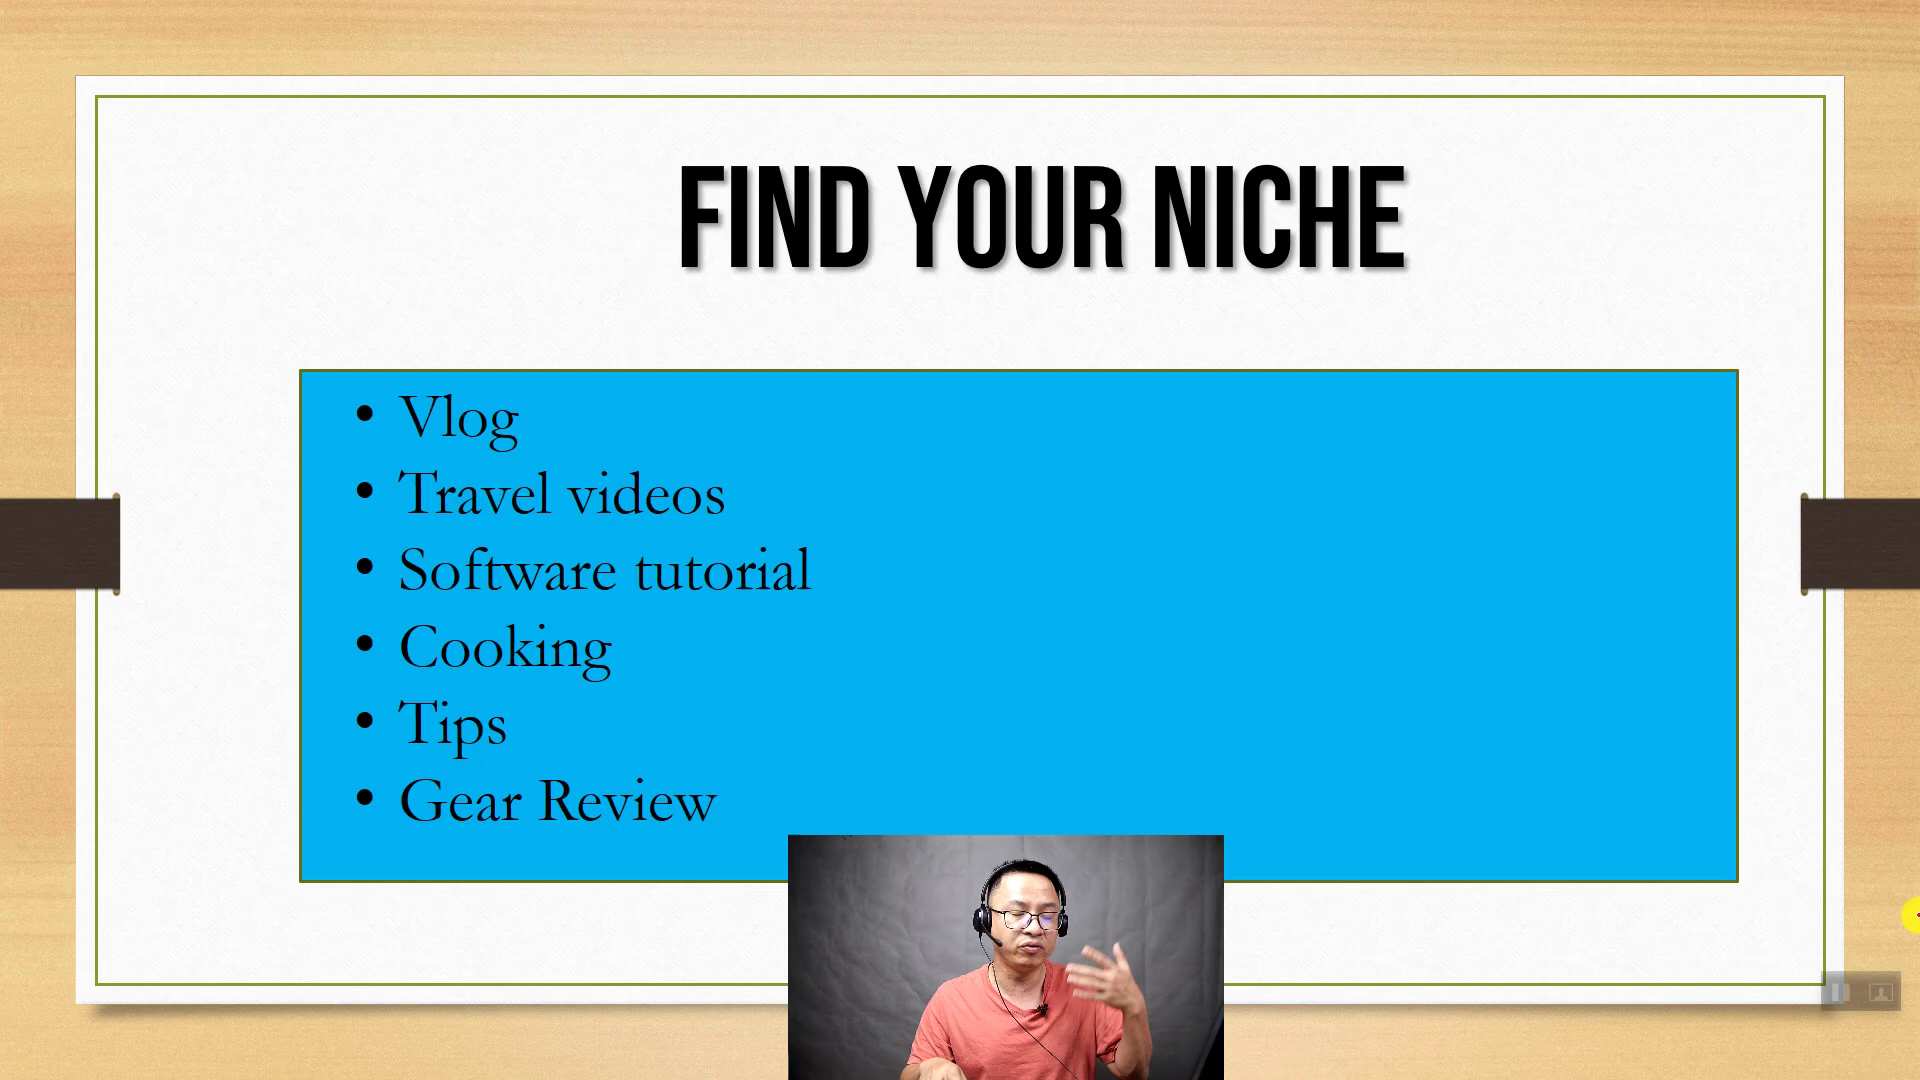 FIND YOUR NICHE
• Vlog
• Travel videos
• Software tutorial
• Cooking
• Tips
• Gear Review